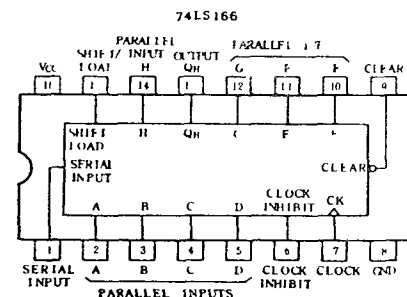 74LS166
PARALLEL
SHIFT/ INPUT OUTPUT PARALLEL
VCC LOAD H QH G F E CLEAR
14 12 11 10 9
SHIFT H QH F
LOAD
SERIAL
INPUT
CLEAR
CLOCK
INHIBIT CK
A B C D
1 2 3 4 5 6 7 8
SERIAL A B C D CLOCK CLOCK GND
INPUT INHIBIT
PARALLEL INPUTS